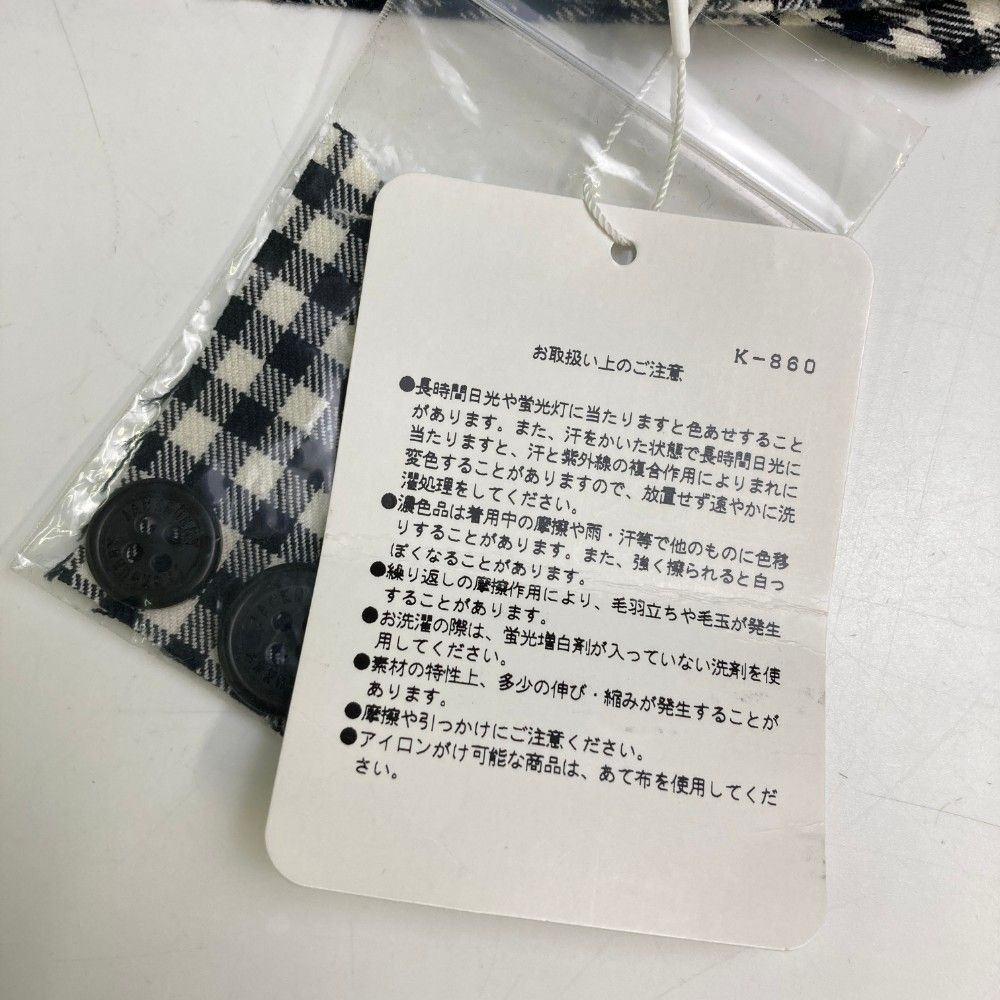 お取扱い上のご注意
K-860
●長時間日光や蛍光灯に当たりますと色あせすること
があります。また、汗をかいた状態で長時間日光に
当たりますと、汗と紫外線の複合作用によりまれに
変色することがありますので、放置せず速やかに洗
濯処理をしてください。
●濃色品は着用中の摩擦や雨・汗等で他のものに色移
りすることがあります。また、強く擦られると白っ
ぽくなることがあります。
●繰り返しの摩擦作用により、毛羽立ちや毛玉が発生
することがあります。
●お洗濯の際は、蛍光増白剤が入っていない洗剤を使
用してください。
●素材の特性上、多少の伸び・縮みが発生することが
あります。
●摩擦や引っかけにご注意ください。
●アイロンがけ可能な商品は、あて布を使用してくだ
さい。